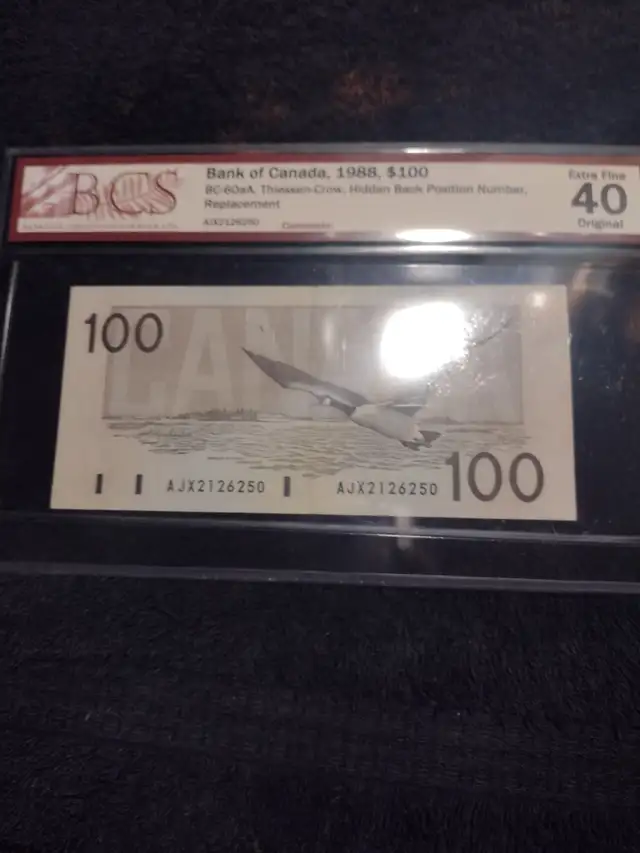 BCS
Bank of Canada, 1988, $100
BC-60aA, Thiessen-Crow, Hidden Back Position Number,
Replacement
AJX2126250
Comments:
Extra Fine
40
Original
100
CANADA
AJX2126250 AJX2126250
100